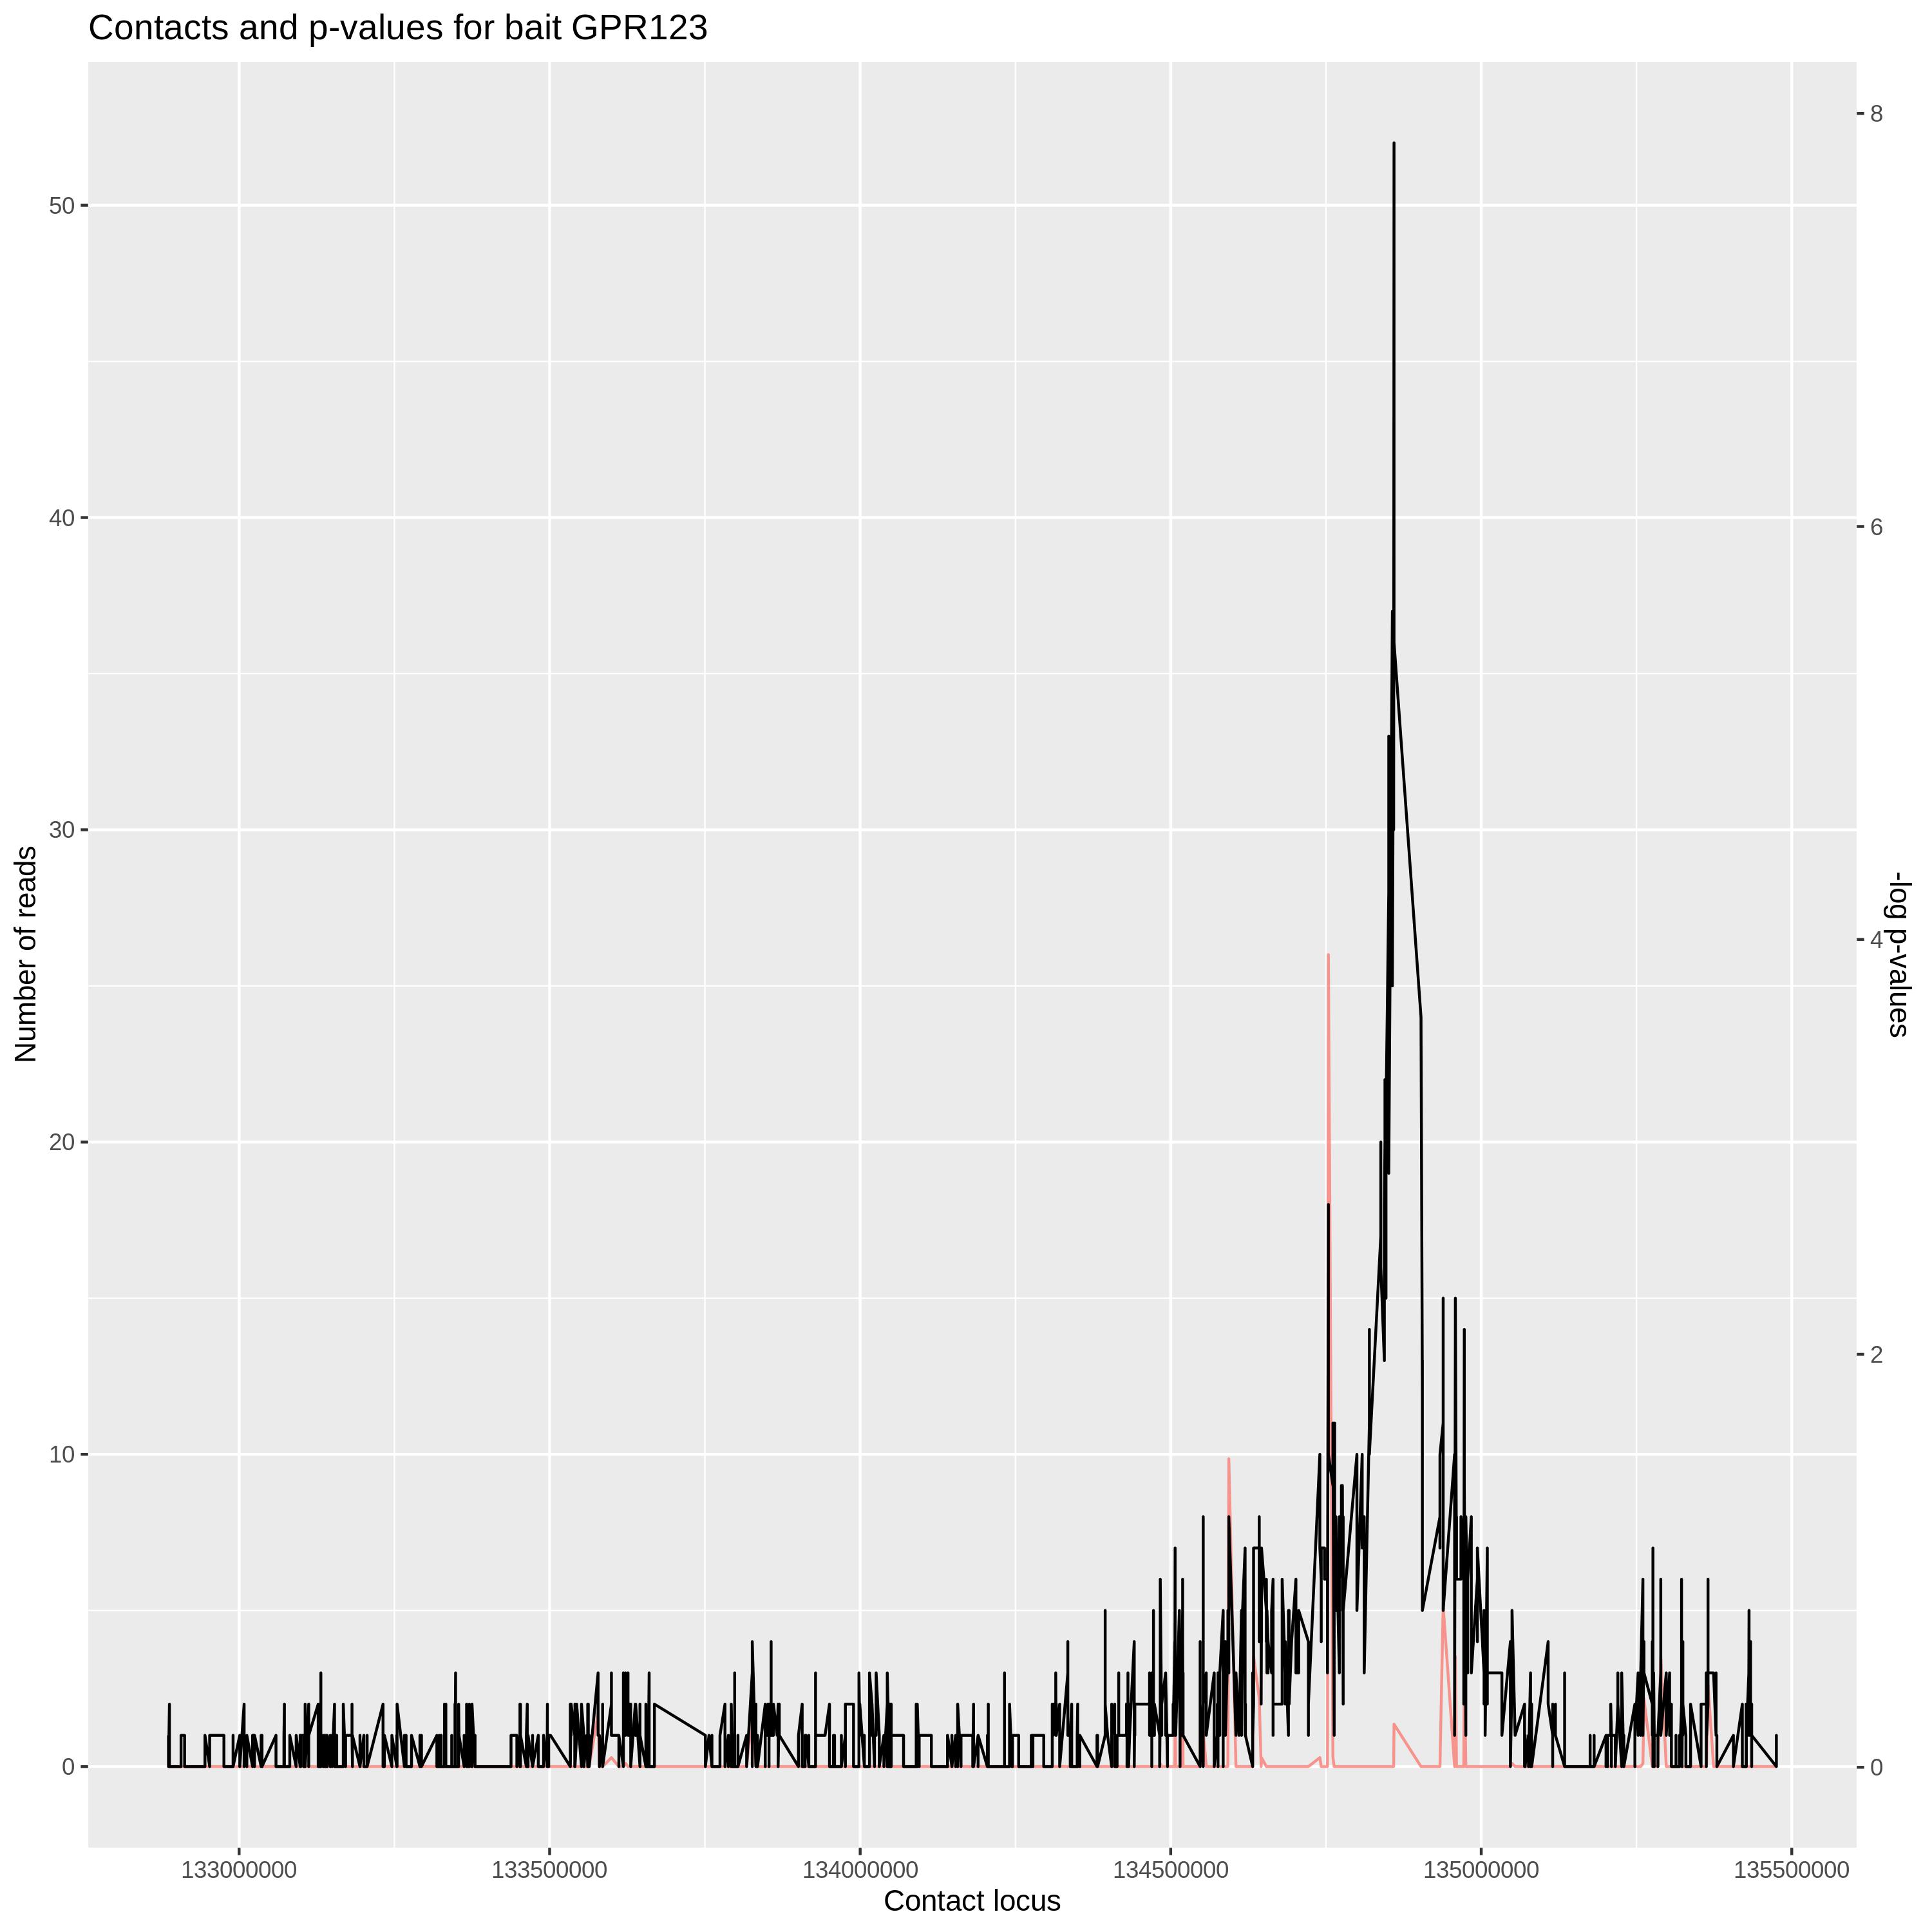 Contacts and p-values for bait GPR123
8
50
40
6
30
Number of reads
-log p-values
4
20
2
10
0
0
133000000 133500000 134000000 134500000 135000000 135500000
Contact locus